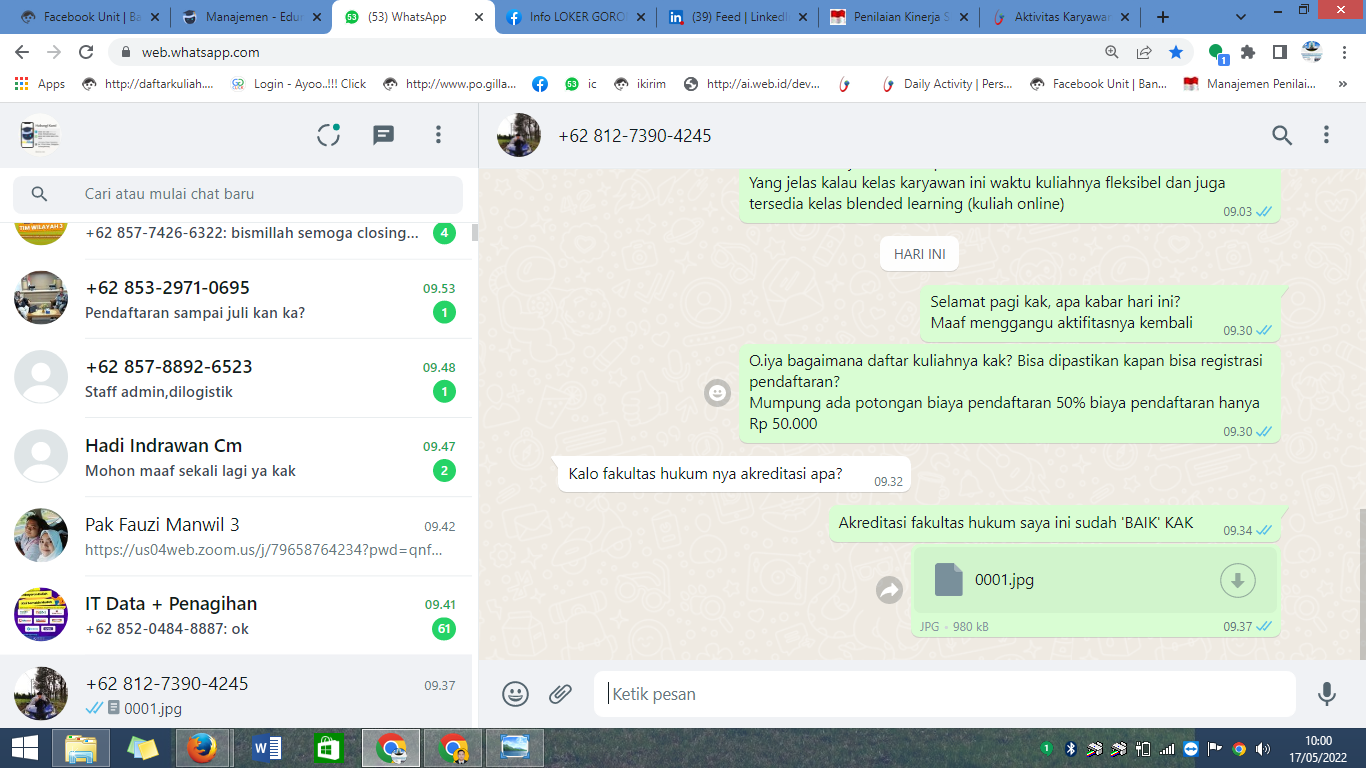 Facebook Unit | Ba
Manajemen - Edu
(53) WhatsApp
Info LOKER GORO
(39) Feed | LinkedI
Penilaian Kinerja S
Aktivitas Karyawan
web.whatsapp.com
1
Apps
http://daftarkuliah....
Login - Ayoo..!!! Click
http://www.po.gilla...
53
ic
ikirim
http://ai.web.id/dev...
Daily Activity | Pers...
Facebook Unit | Ban...
Manajemen Penilai...
»
+62 812-7390-4245
Cari atau mulai chat baru
TIM WILAYAH 3
+62 857-7426-6322: bismillah semoga closing...
4
+62 853-2971-0695
09.53
Pendaftaran sampai juli kan ka?
1
+62 857-8892-6523
09.48
Staff admin,dilogistik
1
Hadi Indrawan Cm
09.47
Mohon maaf sekali lagi ya kak
2
Pak Fauzi Manwil 3
09.42
https://us04web.zoom.us/j/79658764234?pwd=qnf...
IT Data + Penagihan
09.41
+62 852-0484-8887: ok
61
+62 812-7390-4245
09.37
0001.jpg
Yang jelas kalau kelas karyawan ini waktu kuliahnya fleksibel dan juga
tersedia kelas blended learning (kuliah online)
09.03
HARI INI
Selamat pagi kak, apa kabar hari ini?
Maaf menggangu aktifitasnya kembali
09.30
O.iya bagaimana daftar kuliahnya kak? Bisa dipastikan kapan bisa registrasi
pendaftaran?
Mumpung ada potongan biaya pendaftaran 50% biaya pendaftaran hanya
Rp 50.000
09.30
Kalo fakultas hukum nya akreditasi apa?
09.32
Akreditasi fakultas hukum saya ini sudah 'BAIK' KAK
09.34
0001.jpg
JPG • 980 kB
09.37
Ketik pesan
1
10:00
17/05/2022